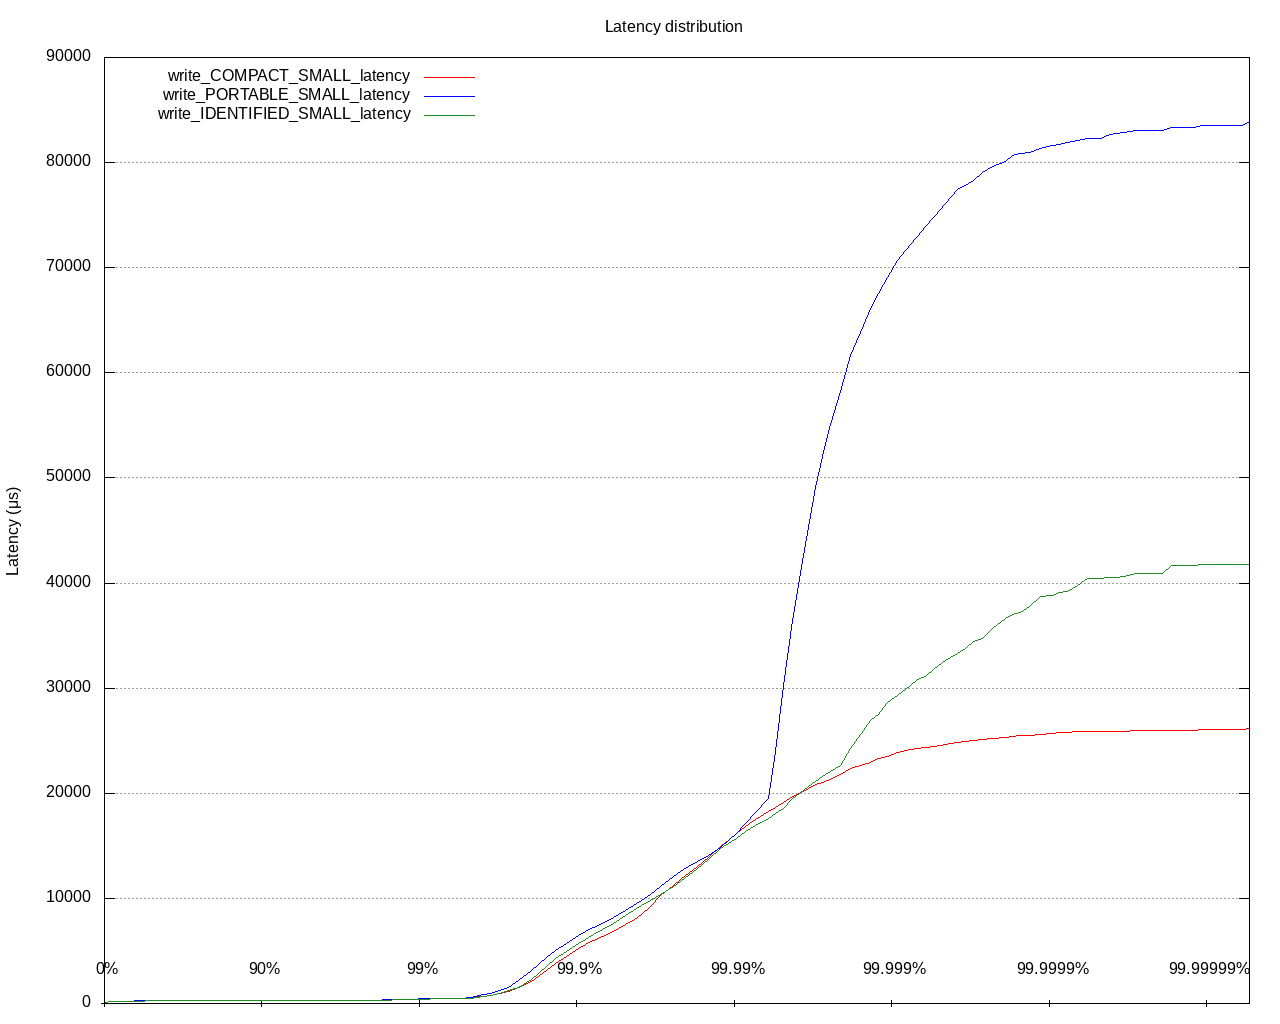 Latency distribution
90000
write_COMPACT_SMALL_latency
write_PORTABLE_SMALL_latency
write_IDENTIFIED_SMALL_latency
80000
70000
60000
50000
Latency (μs)
40000
30000
20000
10000
0% 90% 99% 99.9% 99.99% 99.999% 99.9999% 99.99999%
0